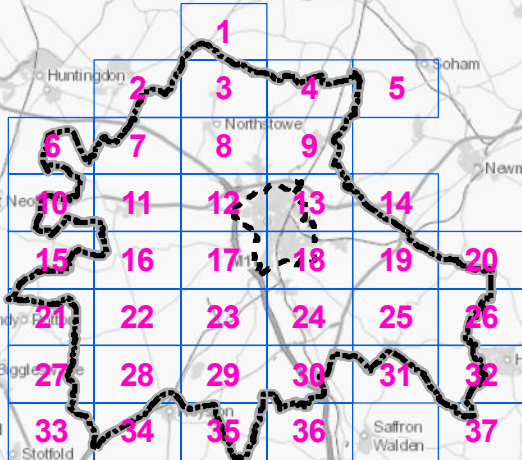 1
Soham
Huntingdon
2 3 4 5
Northstowe
6 7 8 9
10 11 12 13 14
15 16 17 18 19 20
21 22 23 24 25 26
27 28 29 30 31 32
33 34 35 36 37
Saffron
Walden
Stotfold